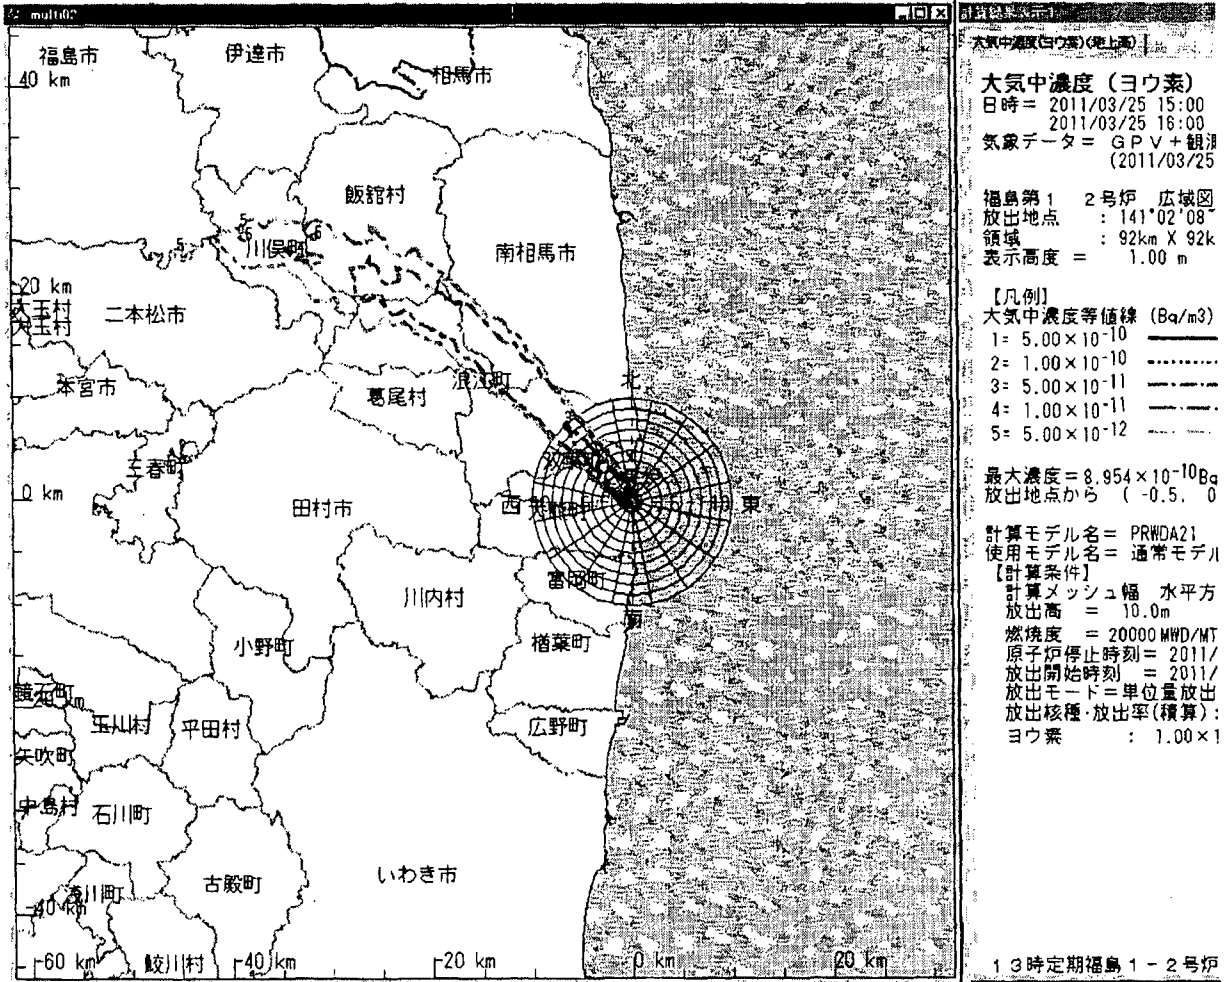 multi02
福島市
伊達市
相馬市
40 km
飯舘村
川俣町
南相馬市
20 km
大玉村
二本松市
本宮市
浪江町
北
葛尾村
三春町
0 km
田村市
西
東
富岡町
川内村
南
小野町
楢葉町
鏡石町
玉川村
平田村
広野町
矢吹町
中島村
石川町
いわき市
古殿町
浅川町
-40 km
-60 km
鮫川村
-40 km
-20 km
0 km
20 km
大気中濃度(ヨウ素)(地上高)
大気中濃度(ヨウ素)
日時= 2011/03/25 15:00
2011/03/25 16:00
気象データ= GPV+観測
(2011/03/25
福島第1 2号炉 広域図
放出地点 : 141°02'08"
領域 : 92km X 92k
表示高度 = 1.00 m
【凡例】
大気中濃度等値線 (Bq/m3)
1= 5.00×10-10
2= 1.00×10-10
3= 5.00×10-11
4= 1.00×10-11
5= 5.00×10-12
最大濃度=8.954×10-10Bq
放出地点から ( -0.5, 0
計算モデル名= PRWDA21
使用モデル名= 通常モデル
【計算条件】
計算メッシュ幅 水平方
放出高 = 10.0m
燃焼度 = 20000MWD/MT
原子炉停止時刻= 2011/
放出開始時刻 = 2011/
放出モード=単位量放出
放出核種・放出率(積算):
ヨウ素 : 1.00×1
13時定期福島1-2号炉